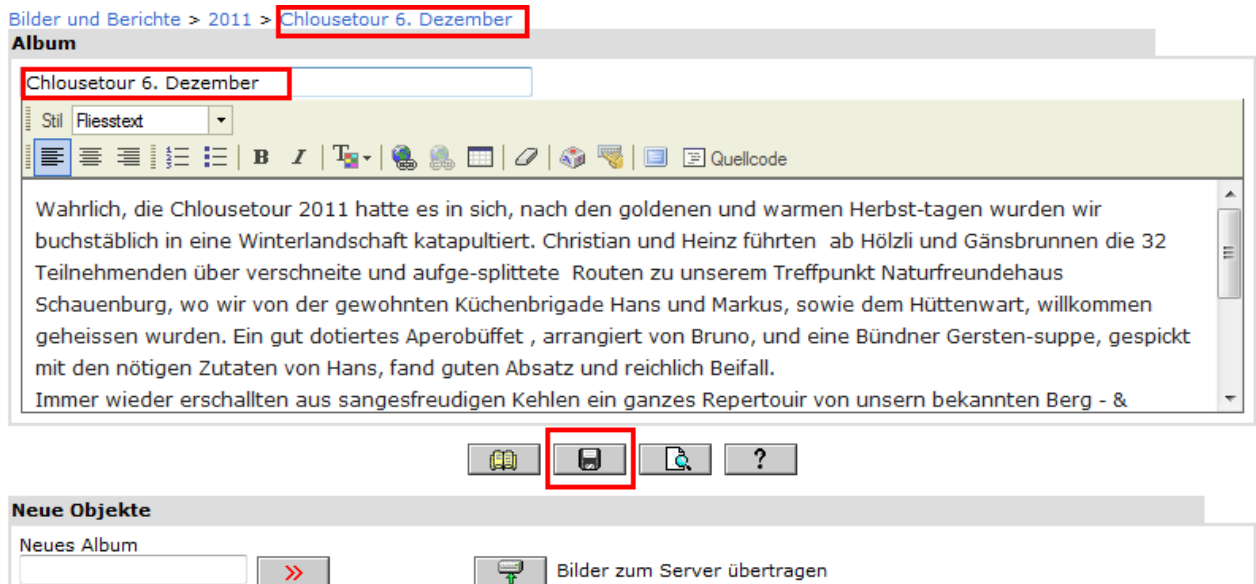 Bilder und Berichte > 2011 > Chlousetour 6. Dezember
Album
Chlousetour 6. Dezember
Stil Fliesstext
B I T Quellcode
Wahrlich, die Chlousetour 2011 hatte es in sich, nach den goldenen und warmen Herbst-tagen wurden wir
buchstäblich in eine Winterlandschaft katapultiert. Christian und Heinz führten  ab Hölzli und Gänsbrunnen die 32
Teilnehmenden über verschneite und aufge-splittete  Routen zu unserem Treffpunkt Naturfreundehaus
Schauenburg, wo wir von der gewohnten Küchenbrigade Hans und Markus, sowie dem Hüttenwart, willkommen
geheissen wurden. Ein gut dotiertes Aperobüffet , arrangiert von Bruno, und eine Bündner Gersten-suppe, gespickt
mit den nötigen Zutaten von Hans, fand guten Absatz und reichlich Beifall.
Immer wieder erschallten aus sangesfreudigen Kehlen ein ganzes Repertouir von unsern bekannten Berg - &
?
Neue Objekte
Neues Album
>> Bilder zum Server übertragen